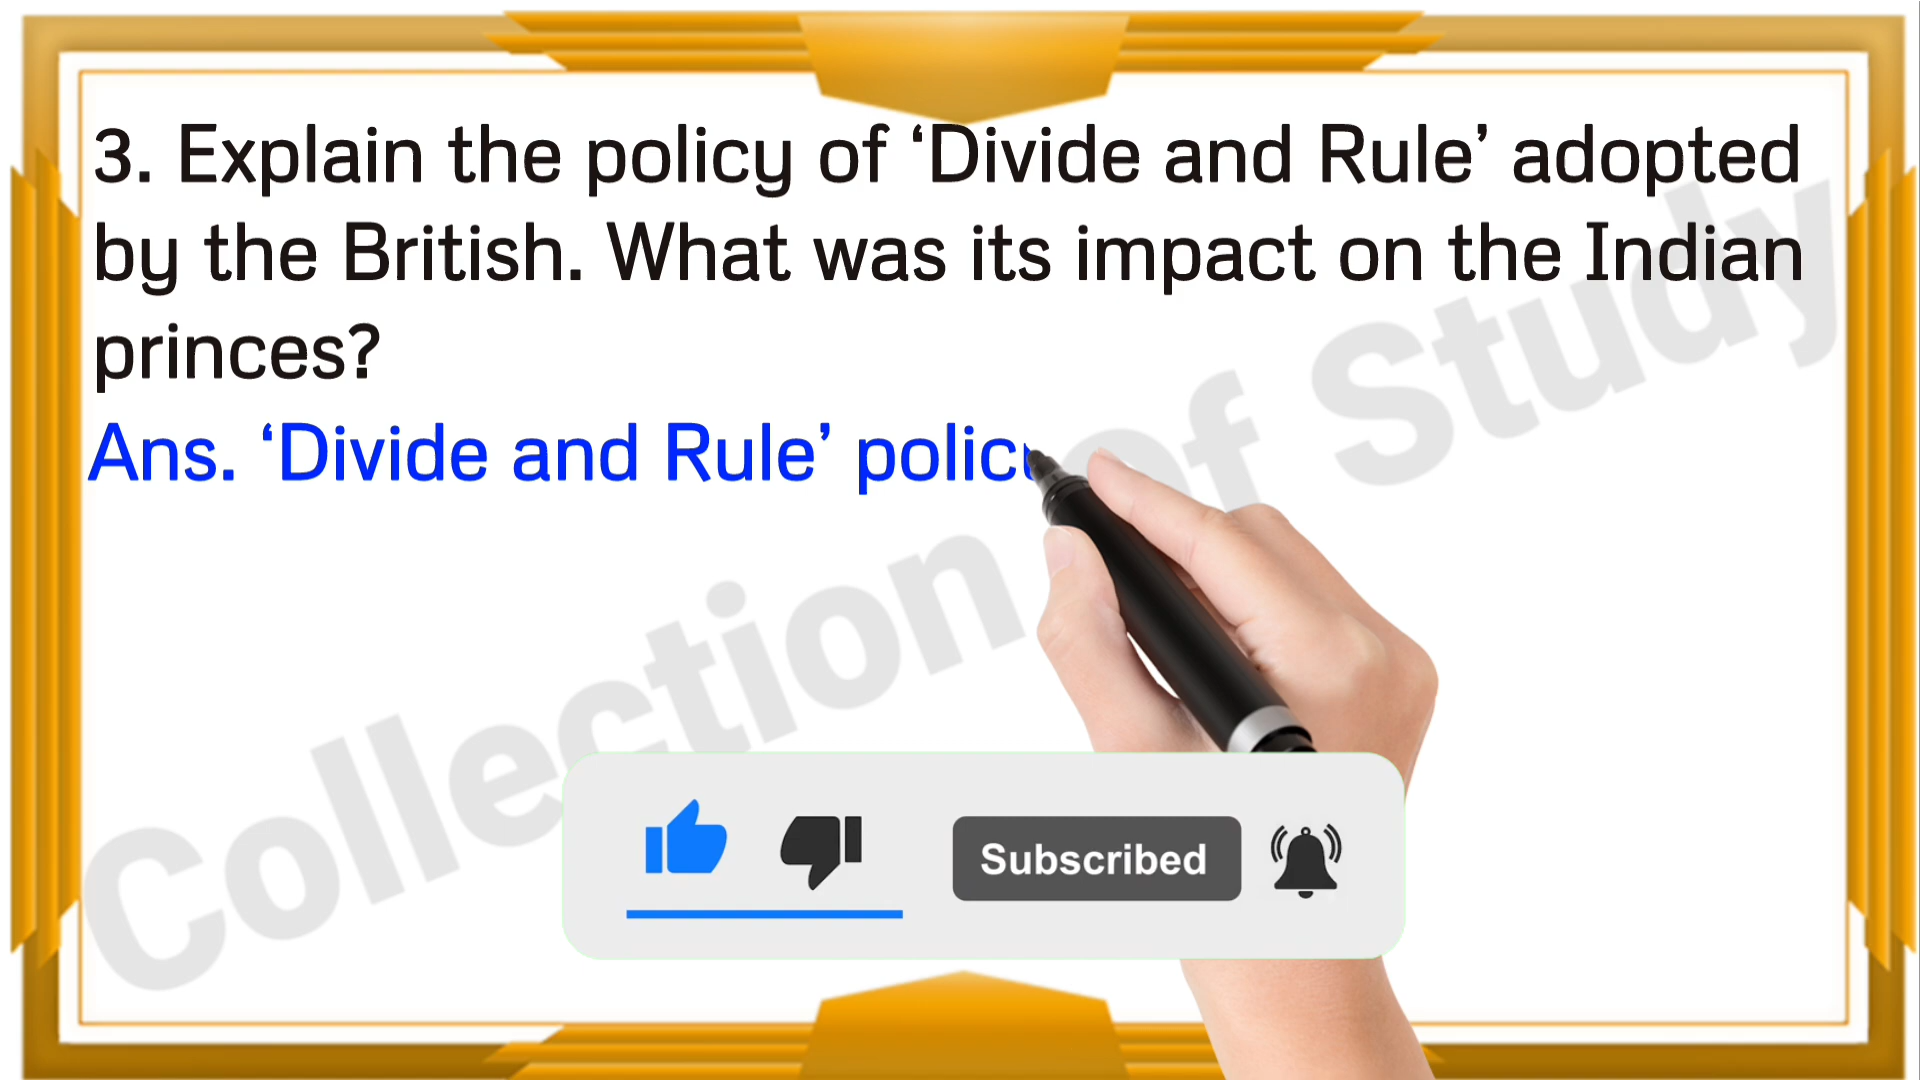 3. Explain the policy of ‘Divide and Rule’ adopted
by the British. What was its impact on the Indian
princes?
Ans. ‘Divide and Rule’ policy
Collection of Study
Subscribed